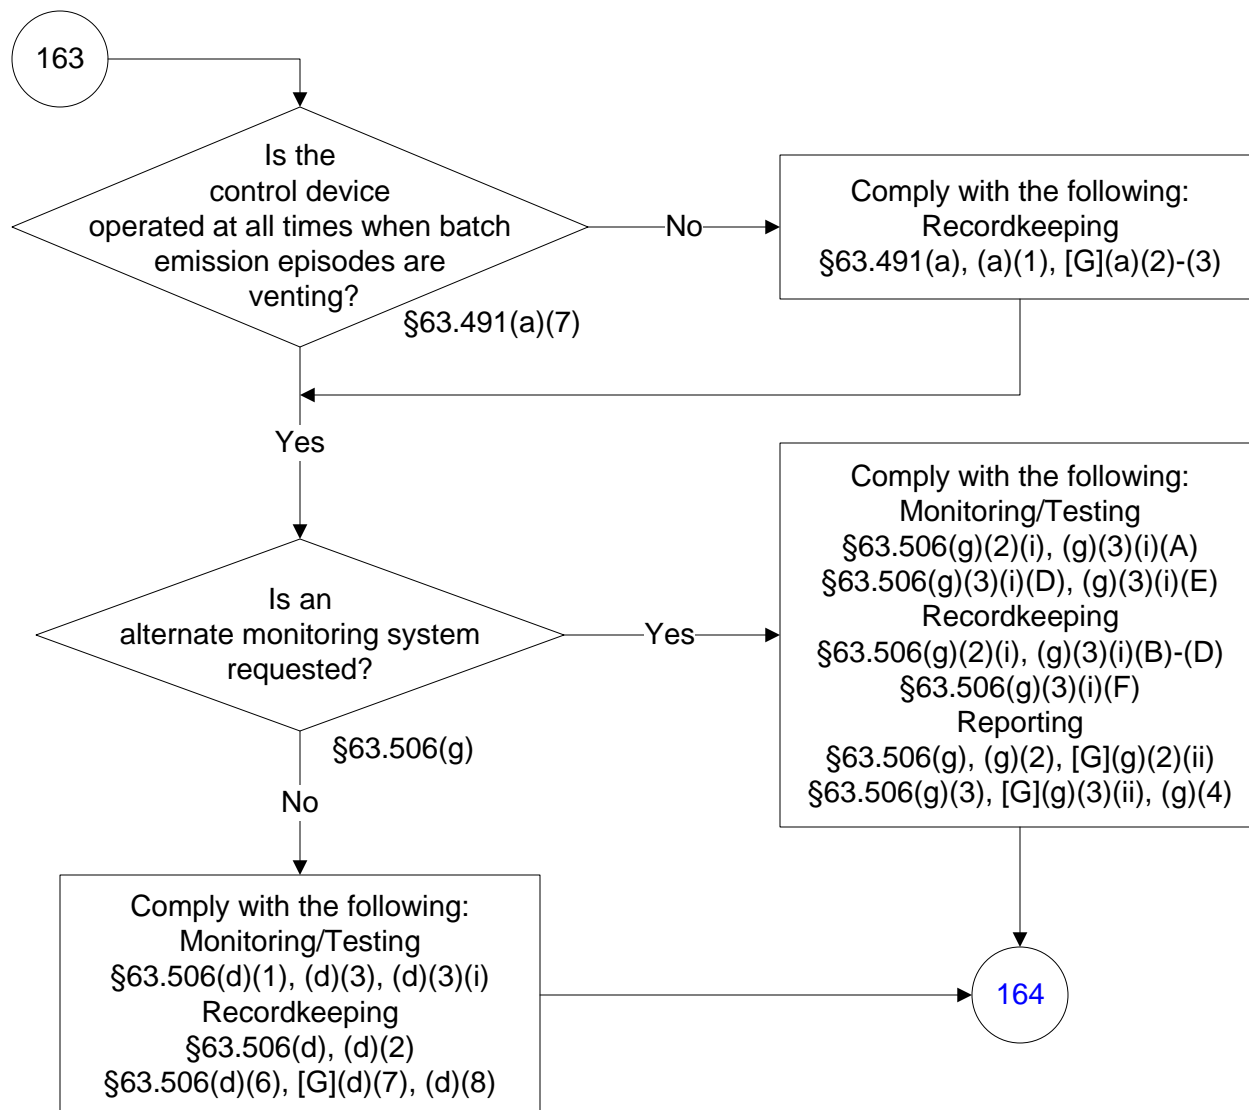 163
Is the
control device
operated at all times when batch
emission episodes are
venting?
§63.491(a)(7)
No
Comply with the following:
Recordkeeping
§63.491(a), (a)(1), [G](a)(2)-(3)
Yes
Is an
alternate monitoring system
requested?
§63.506(g)
Yes
Comply with the following:
Monitoring/Testing
§63.506(g)(2)(i), (g)(3)(i)(A)
§63.506(g)(3)(i)(D), (g)(3)(i)(E)
Recordkeeping
§63.506(g)(2)(i), (g)(3)(i)(B)-(D)
§63.506(g)(3)(i)(F)
Reporting
§63.506(g), (g)(2), [G](g)(2)(ii)
§63.506(g)(3), [G](g)(3)(ii), (g)(4)
No
Comply with the following:
Monitoring/Testing
§63.506(d)(1), (d)(3), (d)(3)(i)
Recordkeeping
§63.506(d), (d)(2)
§63.506(d)(6), [G](d)(7), (d)(8)
164